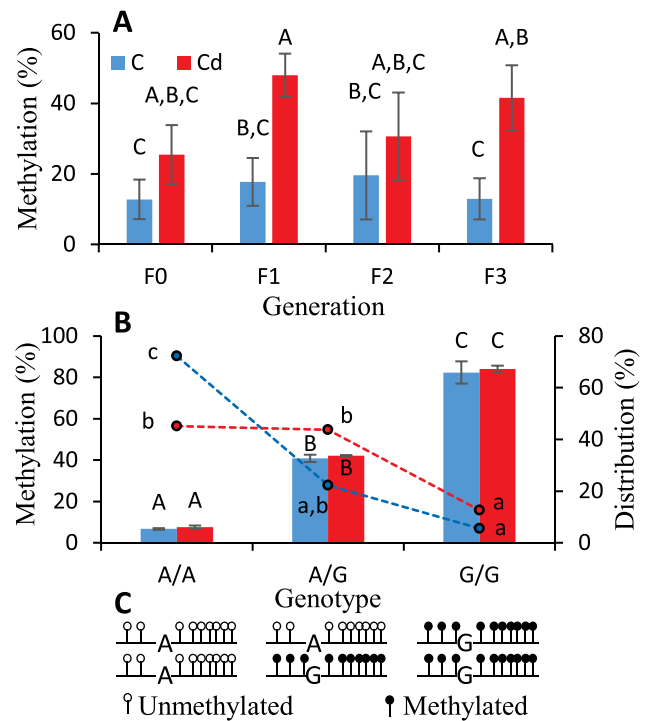 A
60
40
20
0
Methylation (%)
C Cd
C A,B,C B,C A B,C A,B,C C A,B
F0 F1 F2 F3
Generation
B
100
80
60
40
20
0
Methylation (%)
80
60
40
20
0
Distribution (%)
c
b b
A A B B C C
a,b a a
A/A A/G G/G
Genotype
C
A A G
A G G
Unmethylated Methylated